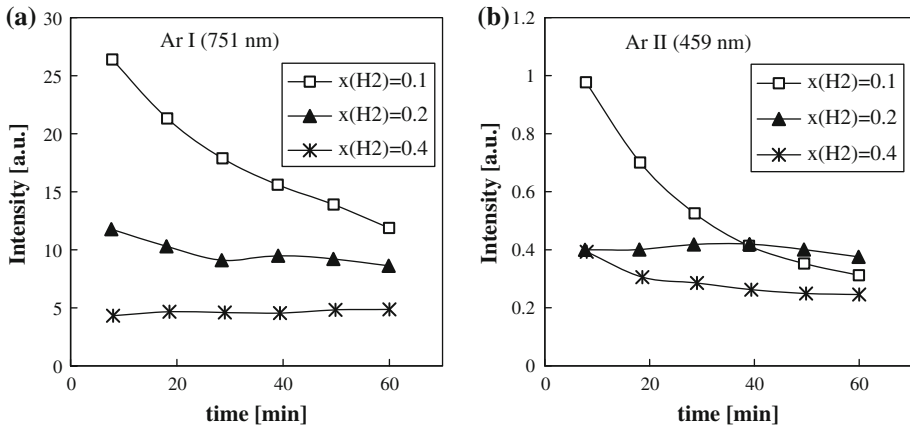 (a)
Ar I (751 nm)
x(H2)=0.1
x(H2)=0.2
x(H2)=0.4
Intensity [a.u.]
30
25
20
15
10
5
0
0 20 40 60
time [min]
(b)
Ar II (459 nm)
x(H2)=0.1
x(H2)=0.2
x(H2)=0.4
Intensity [a.u.]
1.2
1
0.8
0.6
0.4
0.2
0
0 20 40 60
time [min]